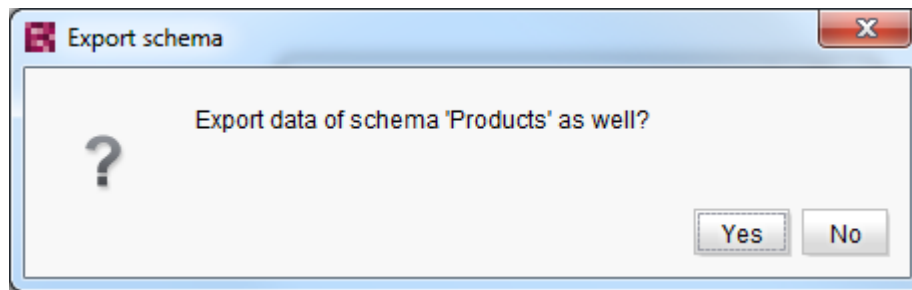 Export schema
Export data of schema 'Products' as well?
Yes No